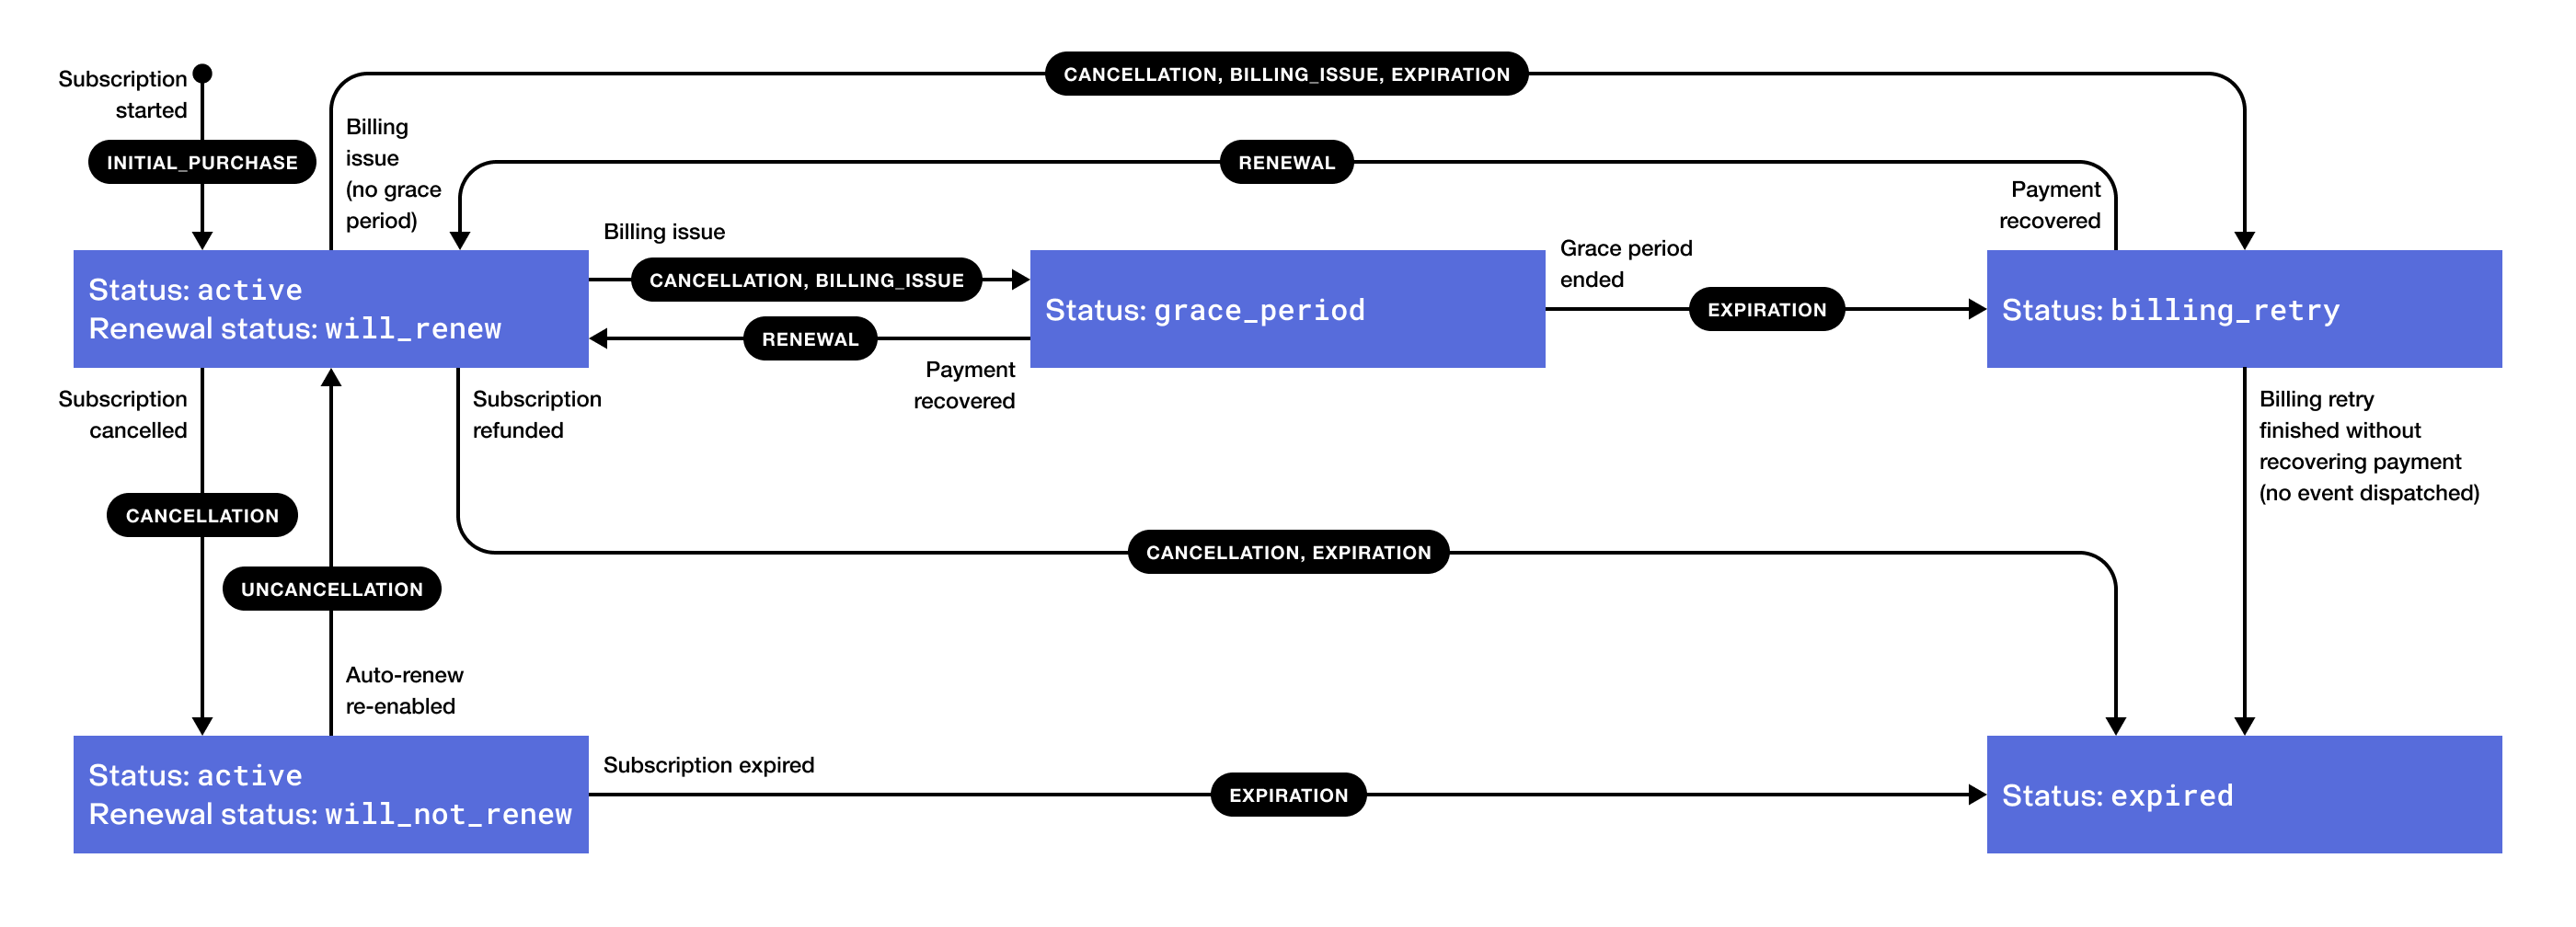 Subscription
started
INITIAL_PURCHASE
Billing
issue
(no grace
period)
CANCELLATION, BILLING_ISSUE, EXPIRATION
RENEWAL
Payment
recovered
Status: active
Renewal status: will_renew
Billing issue
CANCELLATION, BILLING_ISSUE
RENEWAL
Payment
recovered
Status: grace_period
Grace period
ended
EXPIRATION
Status: billing_retry
Subscription
cancelled
CANCELLATION
UNCANCELLATION
Auto-renew
re-enabled
Subscription
refunded
CANCELLATION, EXPIRATION
Billing retry
finished without
recovering payment
(no event dispatched)
Status: active
Renewal status: will_not_renew
Subscription expired
EXPIRATION
Status: expired